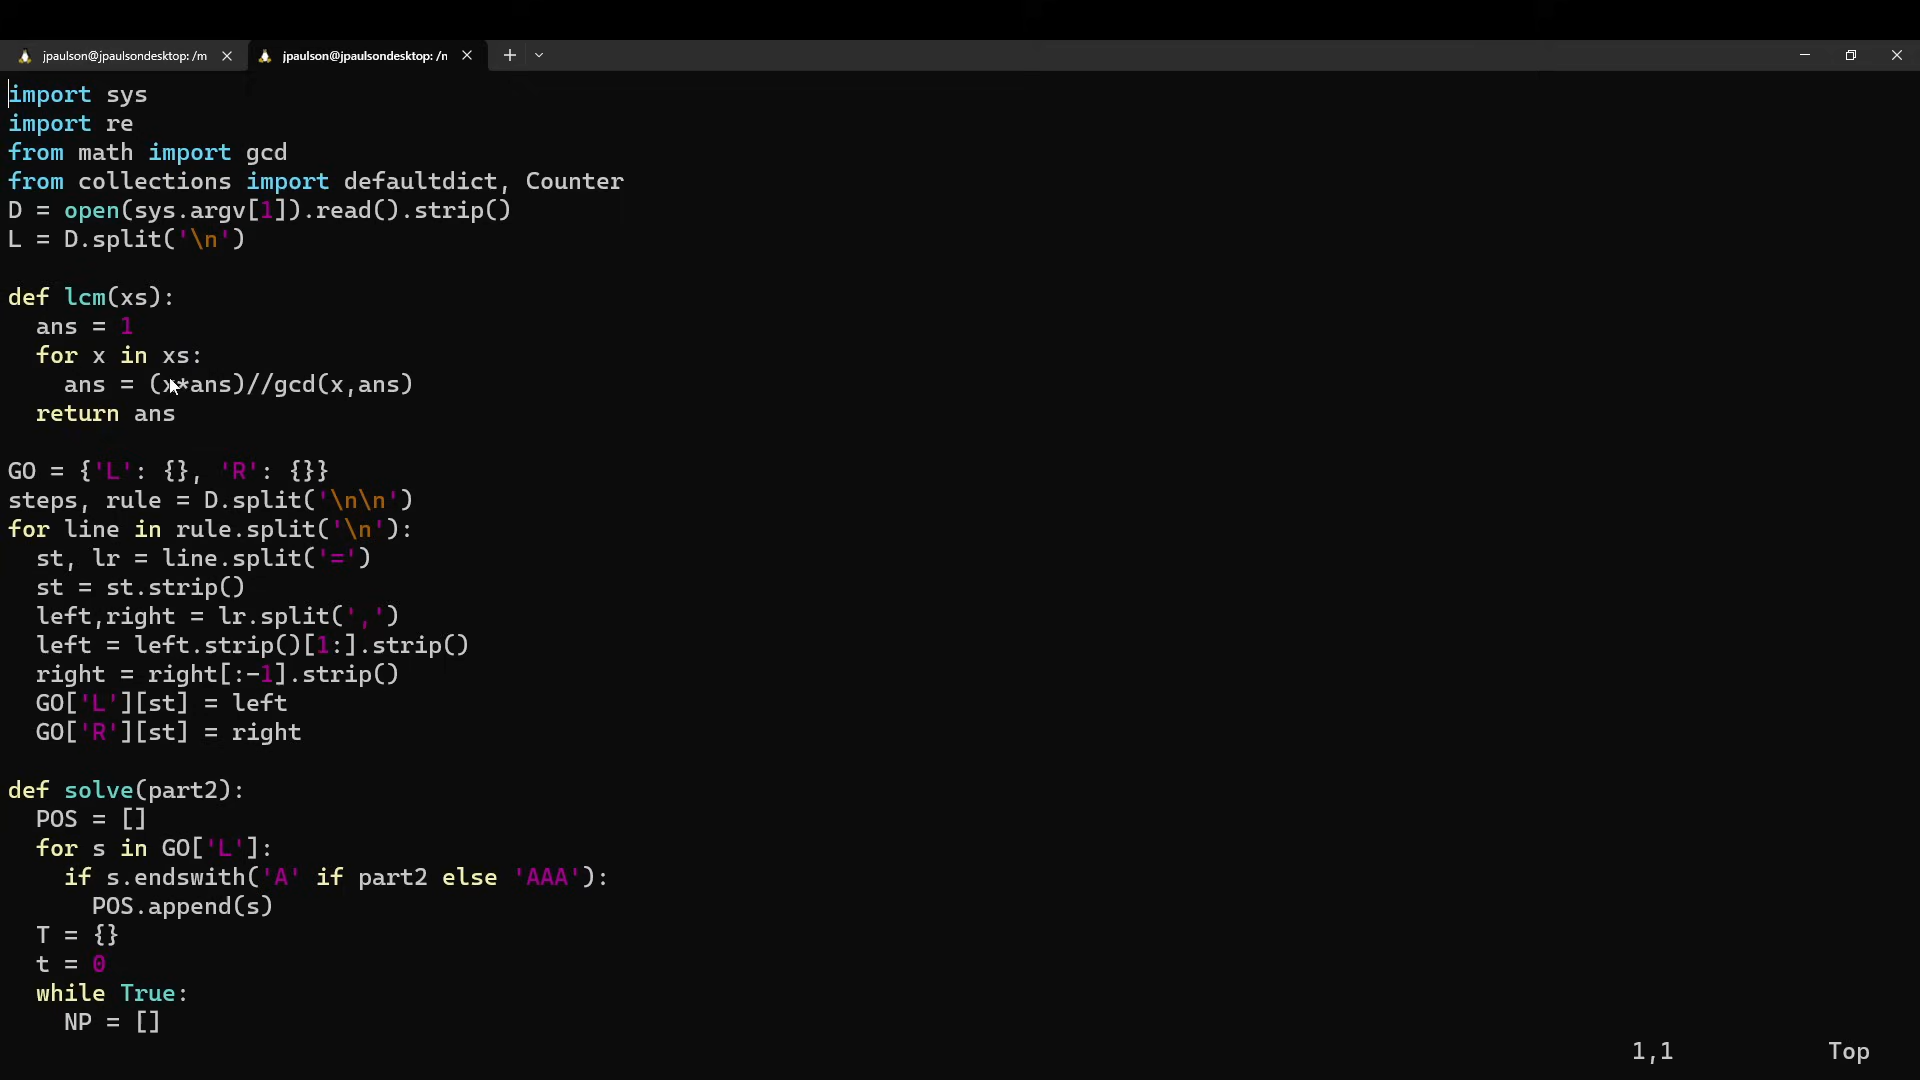 jpaulson@jpaulsondesktop: /m
jpaulson@jpaulsondesktop: /n
import sys
import re
from math import gcd
from collections import defaultdict, Counter
D = open(sys.argv[1]).read().strip()
L = D.split('\n')
def lcm(xs):
  ans = 1
  for x in xs:
    ans = (x*ans)//gcd(x,ans)
  return ans
GO = {'L': {}, 'R': {}}
steps, rule = D.split('\n\n')
for line in rule.split('\n'):
  st, lr = line.split('=')
  st = st.strip()
  left,right = lr.split(',')
  left = left.strip()[1:].strip()
  right = right[:-1].strip()
  GO['L'][st] = left
  GO['R'][st] = right
def solve(part2):
  POS = []
  for s in GO['L']:
    if s.endswith('A' if part2 else 'AAA'):
      POS.append(s)
  T = {}
  t = 0
  while True:
    NP = []
1,1 Top